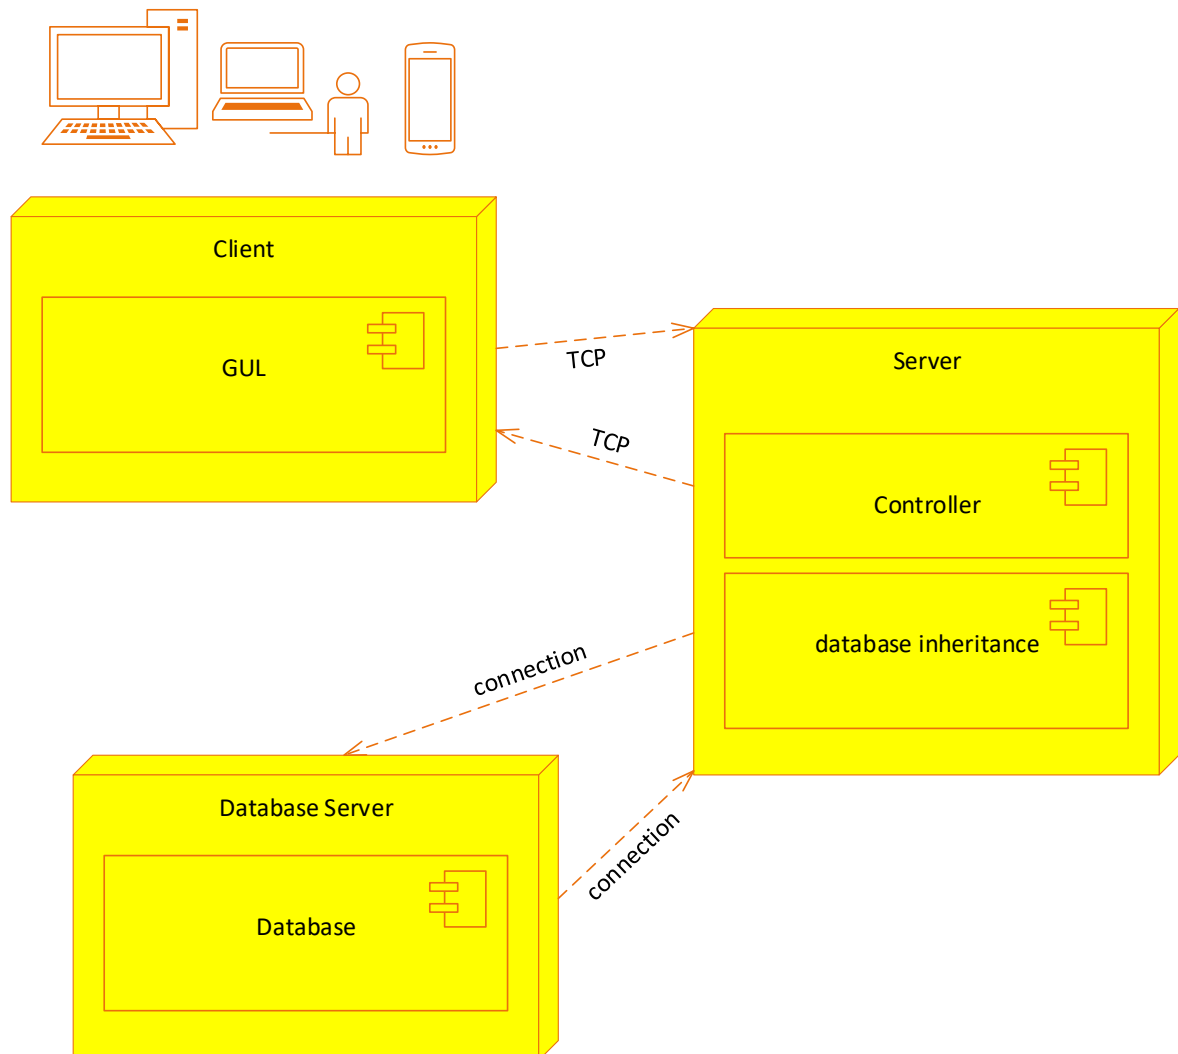 Client
GUL
TCP
TCP
Server
Controller
database inheritance
connection
connection
Database Server
Database